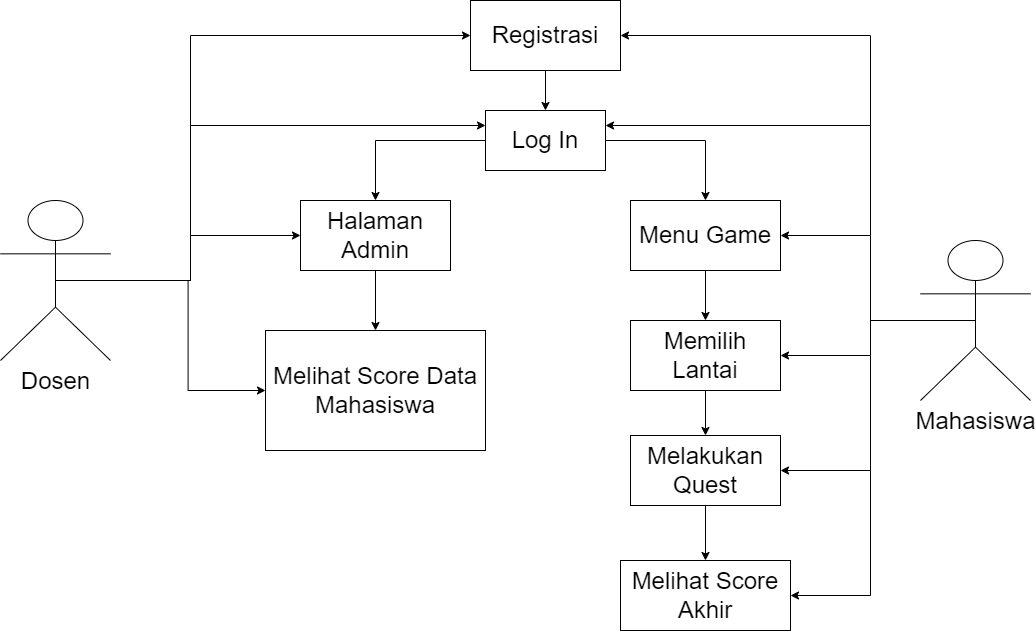 Registrasi
Log In
Halaman
Admin
Menu Game
Melihat Score Data
Mahasiswa
Memilih
Lantai
Dosen
Mahasiswa
Melakukan
Quest
Melihat Score
Akhir